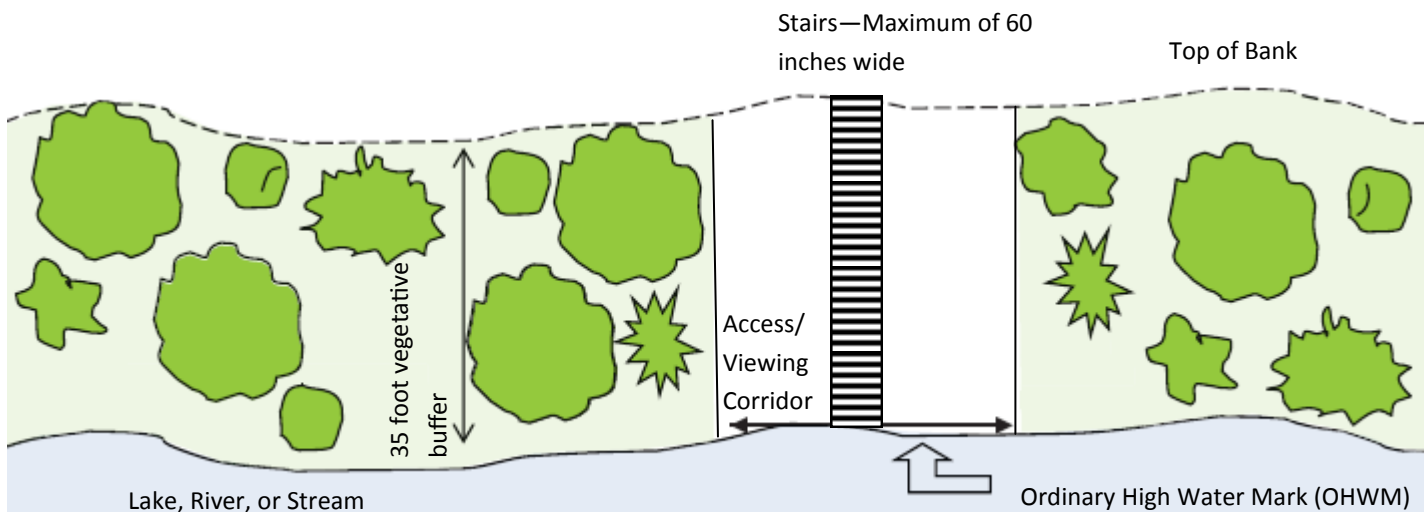 Stairs—Maximum of 60
inches wide
Top of Bank
35 foot vegetative
buffer
Access/
Viewing
Corridor
Lake, River, or Stream
Ordinary High Water Mark (OHWM)